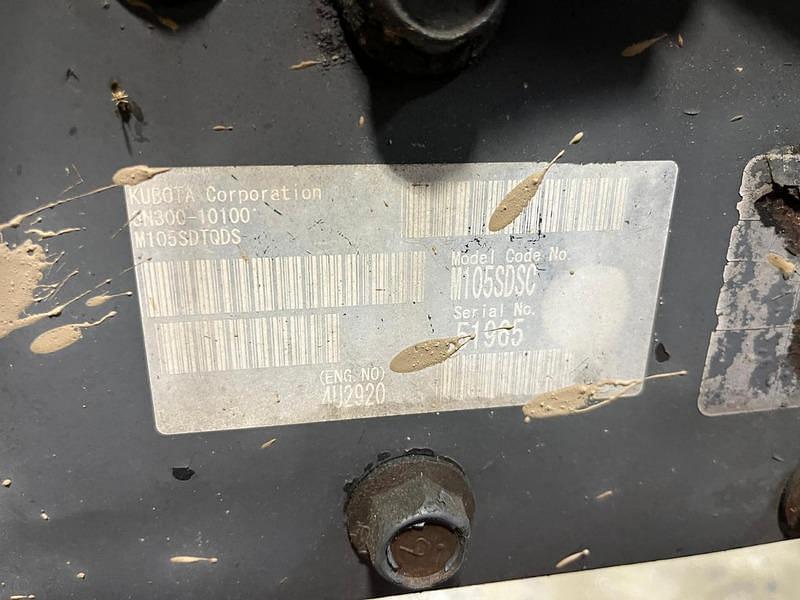 KUBOTA Corporation
3N300-10100
M105SDTQDS
Model Code No.
M105SDSC
Serial No.
51965
(ENG.NO)
4U2920